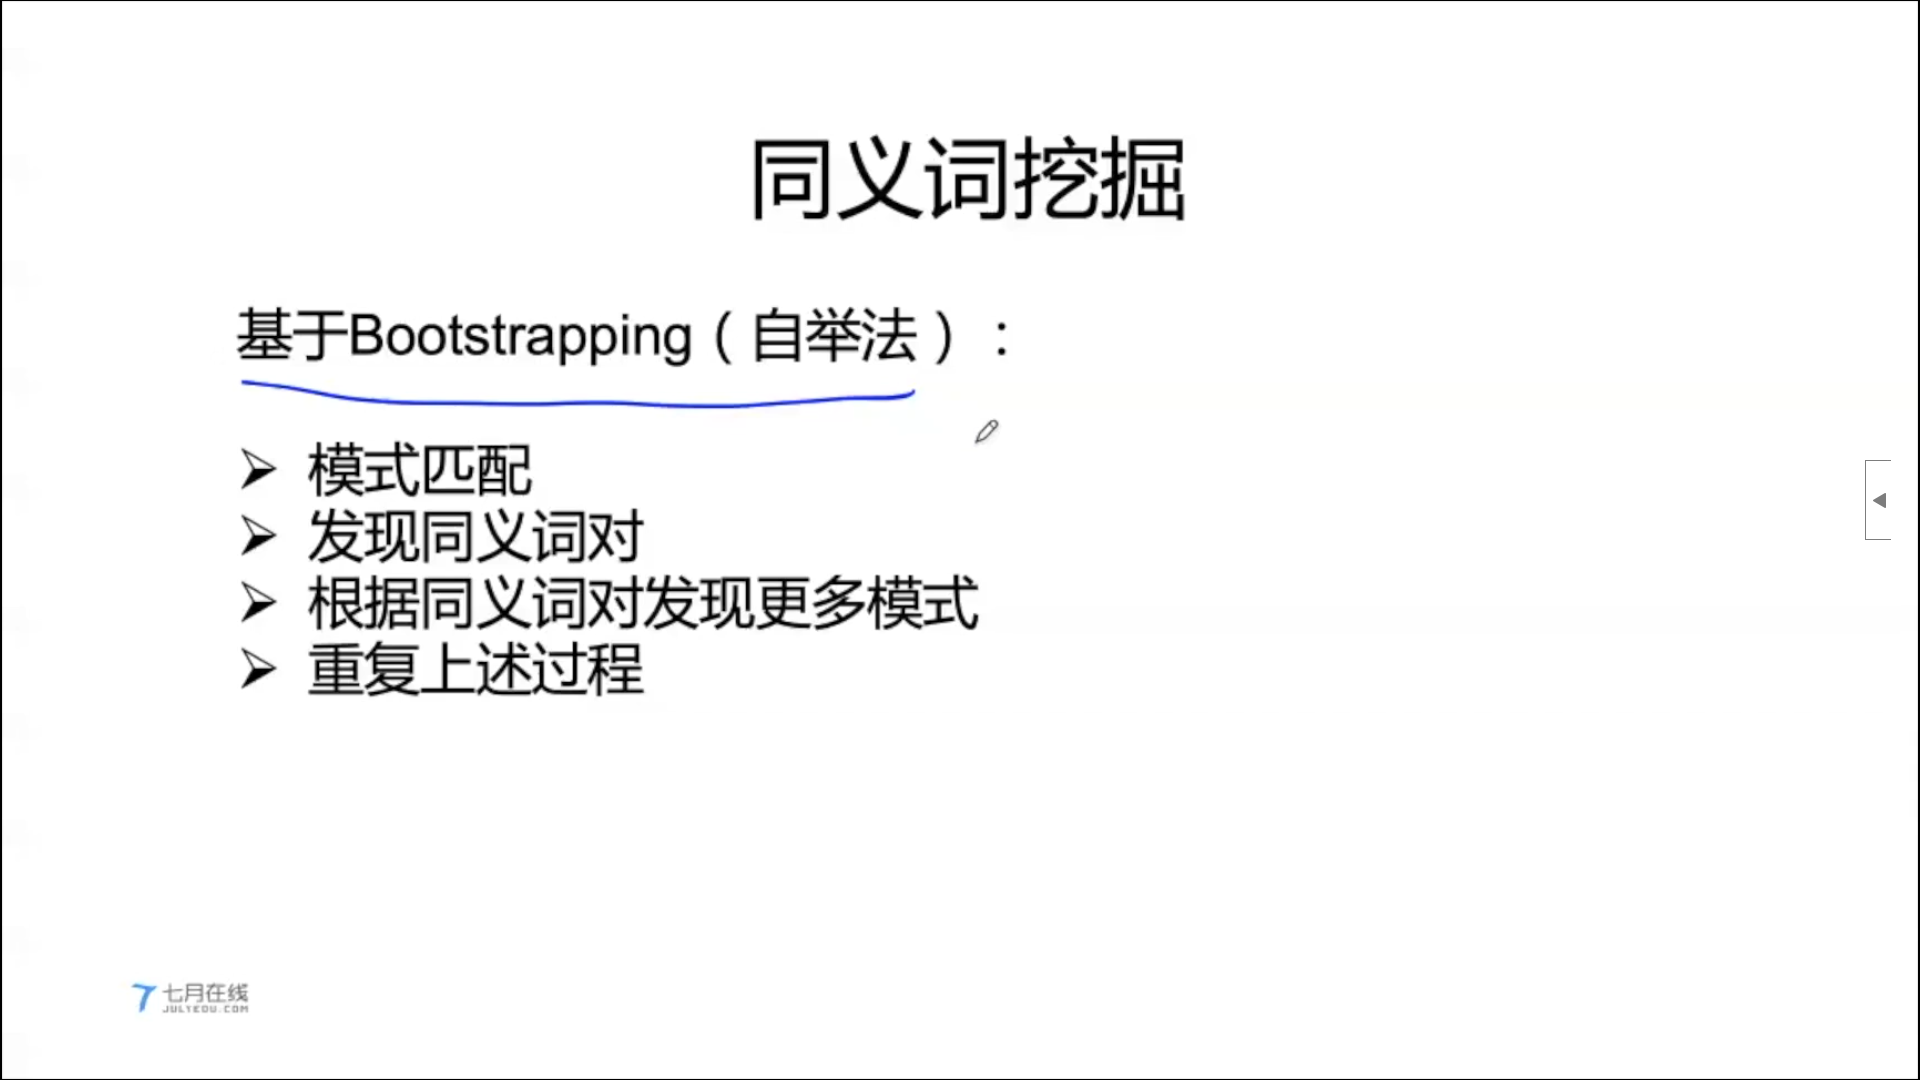 同义词挖掘
基于Bootstrapping（自举法）：
➢ 模式匹配
➢ 发现同义词对
➢ 根据同义词对发现更多模式
➢ 重复上述过程
七月在线
JULYEDU.COM